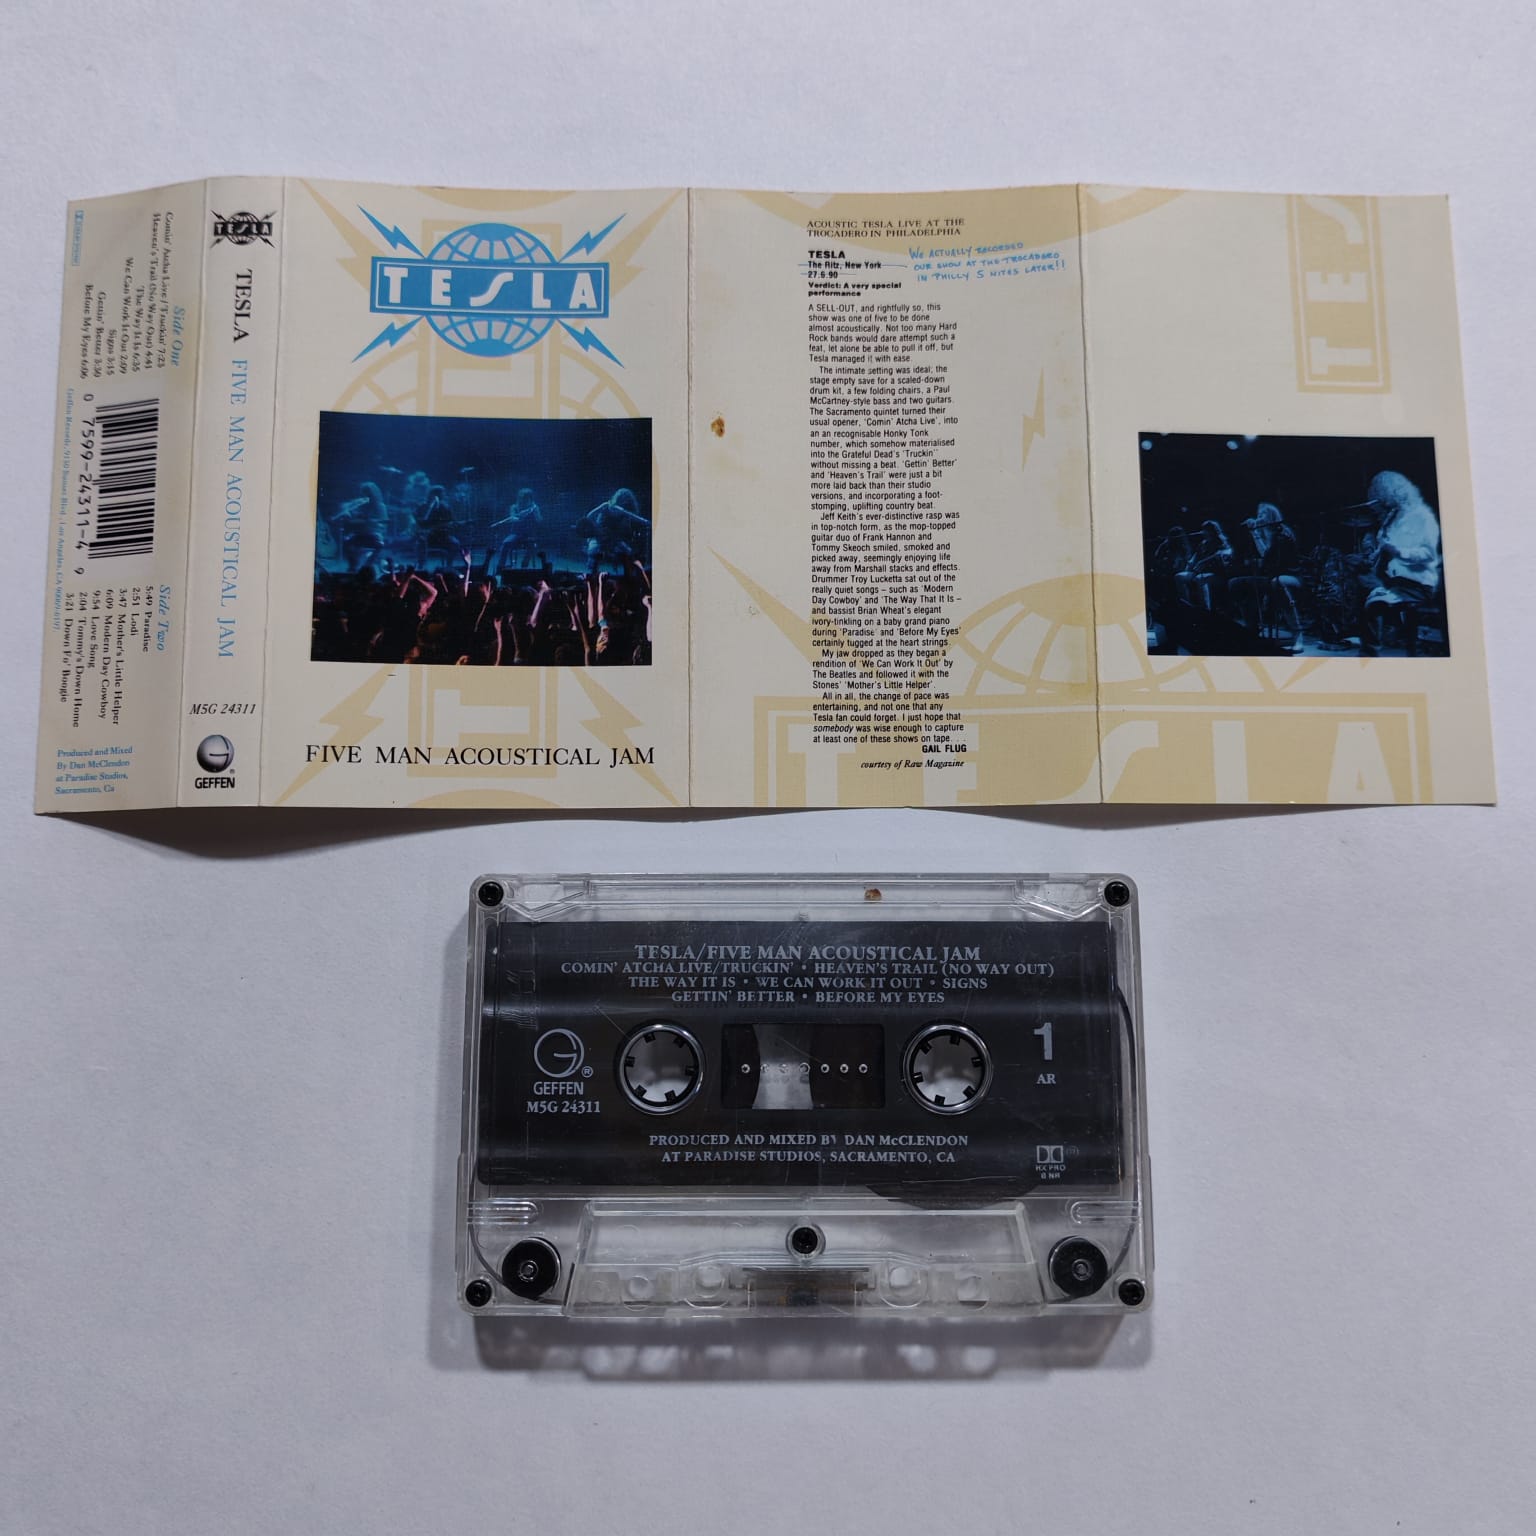 DOLBY HX PRO
Side One
Comin' Atcha Live/Truckin' 7:23
Heaven's Trail (No Way Out) 4:41
The Way It Is 6:35
We Can Work It Out 2:09
Signs 3:15
Gettin' Better 3:30
Before My Eyes 6:06
0 7599-24311-4 9
Geffen Records, 9130 Sunset Blvd., Los Angeles, CA 90069-6197.
Side Two
5:49 Paradise
2:51 Lodi
3:47 Mother's Little Helper
6:09 Modern Day Cowboy
9:54 Love Song
2:04 Tommy's Down Home
3:21 Down Fo' Boogie
Produced and Mixed
By Dan McClendon
at Paradise Studios,
Sacramento, Ca
TESLA
TESLA FIVE MAN ACOUSTICAL JAM
M5G 24311
GEFFEN
TESLA
FIVE MAN ACOUSTICAL JAM
ACOUSTIC TESLA LIVE AT THE
TROCADERO IN PHILADELPHIA
TESLA
The Ritz, New York
27.6.90
Verdict: A very special
performance
WE ACTUALLY RECORDED
OUR SHOW AT THE TROCADERO
IN PHILLY 5 NITES LATER!!
A SELL-OUT, and rightfully so, this
show was one of five to be done
almost acoustically. Not too many Hard
Rock bands would dare attempt such a
feat, let alone be able to pull it off, but
Tesla managed it with ease.
The intimate setting was ideal; the
stage empty save for a scaled-down
drum kit, a few folding chairs, a Paul
McCartney-style bass and two guitars.
The Sacramento quintet turned their
usual opener, 'Comin' Atcha Live', into
an an recognisable Honky Tonk
number, which somehow materialised
into the Grateful Dead's 'Truckin''
without missing a beat. 'Gettin' Better'
and 'Heaven's Trail' were just a bit
more laid back than their studio
versions, and incorporating a foot-
stomping, uplifting country beat.
Jeff Keith's ever-distinctive rasp was
in top-notch form, as the mop-topped
guitar duo of Frank Hannon and
Tommy Skeoch smiled, smoked and
picked away, seemingly enjoying life
away from Marshall stacks and effects.
Drummer Troy Lucketta sat out of the
really quiet songs – such as 'Modern
Day Cowboy' and 'The Way That It Is –
and bassist Brian Wheat's elegant
ivory-tinkling on a baby grand piano
during 'Paradise' and 'Before My Eyes'
certainly tugged at the heart strings.
My jaw dropped as they began a
rendition of 'We Can Work It Out' by
The Beatles and followed it with the
Stones' 'Mother's Little Helper'.
All in all, the change of pace was
entertaining, and not one that any
Tesla fan could forget. I just hope that
somebody was wise enough to capture
at least one of these shows on tape. . .
GAIL FLUG
courtesy of Raw Magazine
TESLA
TESLA
TESLA/FIVE MAN ACOUSTICAL JAM
COMIN' ATCHA LIVE/TRUCKIN' • HEAVEN'S TRAIL (NO WAY OUT)
THE WAY IT IS • WE CAN WORK IT OUT • SIGNS
GETTIN' BETTER • BEFORE MY EYES
GEFFEN
M5G 24311
1
AR
PRODUCED AND MIXED BY DAN McCLENDON
AT PARADISE STUDIOS, SACRAMENTO, CA
HX PRO
B NR